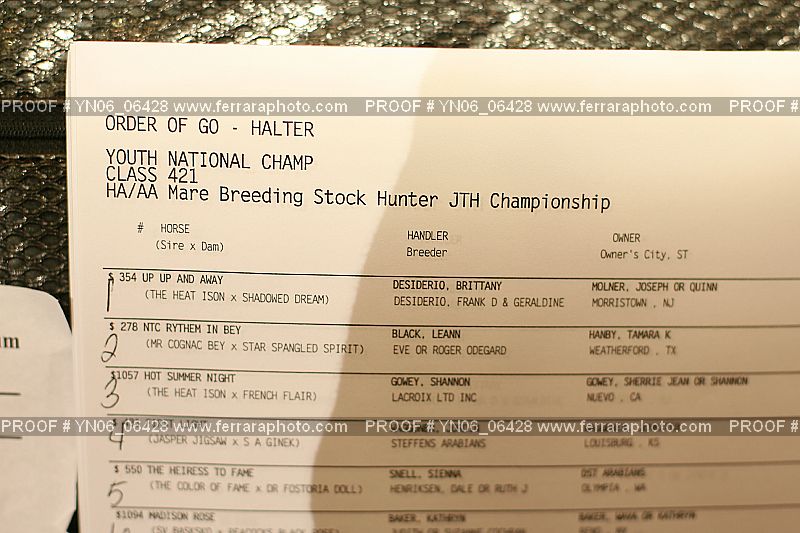 PROOF # YN06_06428 www.ferraraphoto.com PROOF # YN06_06428 www.ferraraphoto.com PROOF # YN06_06428
ORDER OF GO - HALTER
YOUTH NATIONAL CHAMP
CLASS 421
HA/AA Mare Breeding Stock Hunter JTH Championship
# HORSE HANDLER OWNER
(Sire x Dam) Breeder Owner's City, ST
$ 354 UP UP AND AWAY DESIDERIO, BRITTANY MOLNER, JOSEPH OR QUINN
1 (THE HEAT ISON x SHADOWED DREAM) DESIDERIO, FRANK D & GERALDINE MORRISTOWN , NJ
$ 278 NTC RYTHEM IN BEY BLACK, LEANN HANBY, TAMARA K
2 (MR COGNAC BEY x STAR SPANGLED SPIRIT) EVE OR ROGER ODEGARD WEATHERFORD , TX
$1057 HOT SUMMER NIGHT GOWEY, SHANNON GOWEY, SHERRIE JEAN OR SHANNON
3 (THE HEAT ISON x FRENCH FLAIR) LACROIX LTD INC NUEVO , CA
um
PROOF # YN06_06428 www.ferraraphoto.com PROOF # YN06_06428 www.ferraraphoto.com PROOF # YN06_06428
4 (JASPER JIGSAW x S A GINEK) STEFFENS ARABIANS LOUISBURG , KS
$ 550 THE HEIRESS TO FAME SNELL, SIENNA DST ARABIANS
5 (THE COLOR OF FAME x DR FOSTORIA DOLL) HENRIKSEN, DALE OR RUTH J OLYMPIA , WA
$1094 MADISON ROSE BAKER, KATHRYN BAKER, WAVA OR KATHRYN